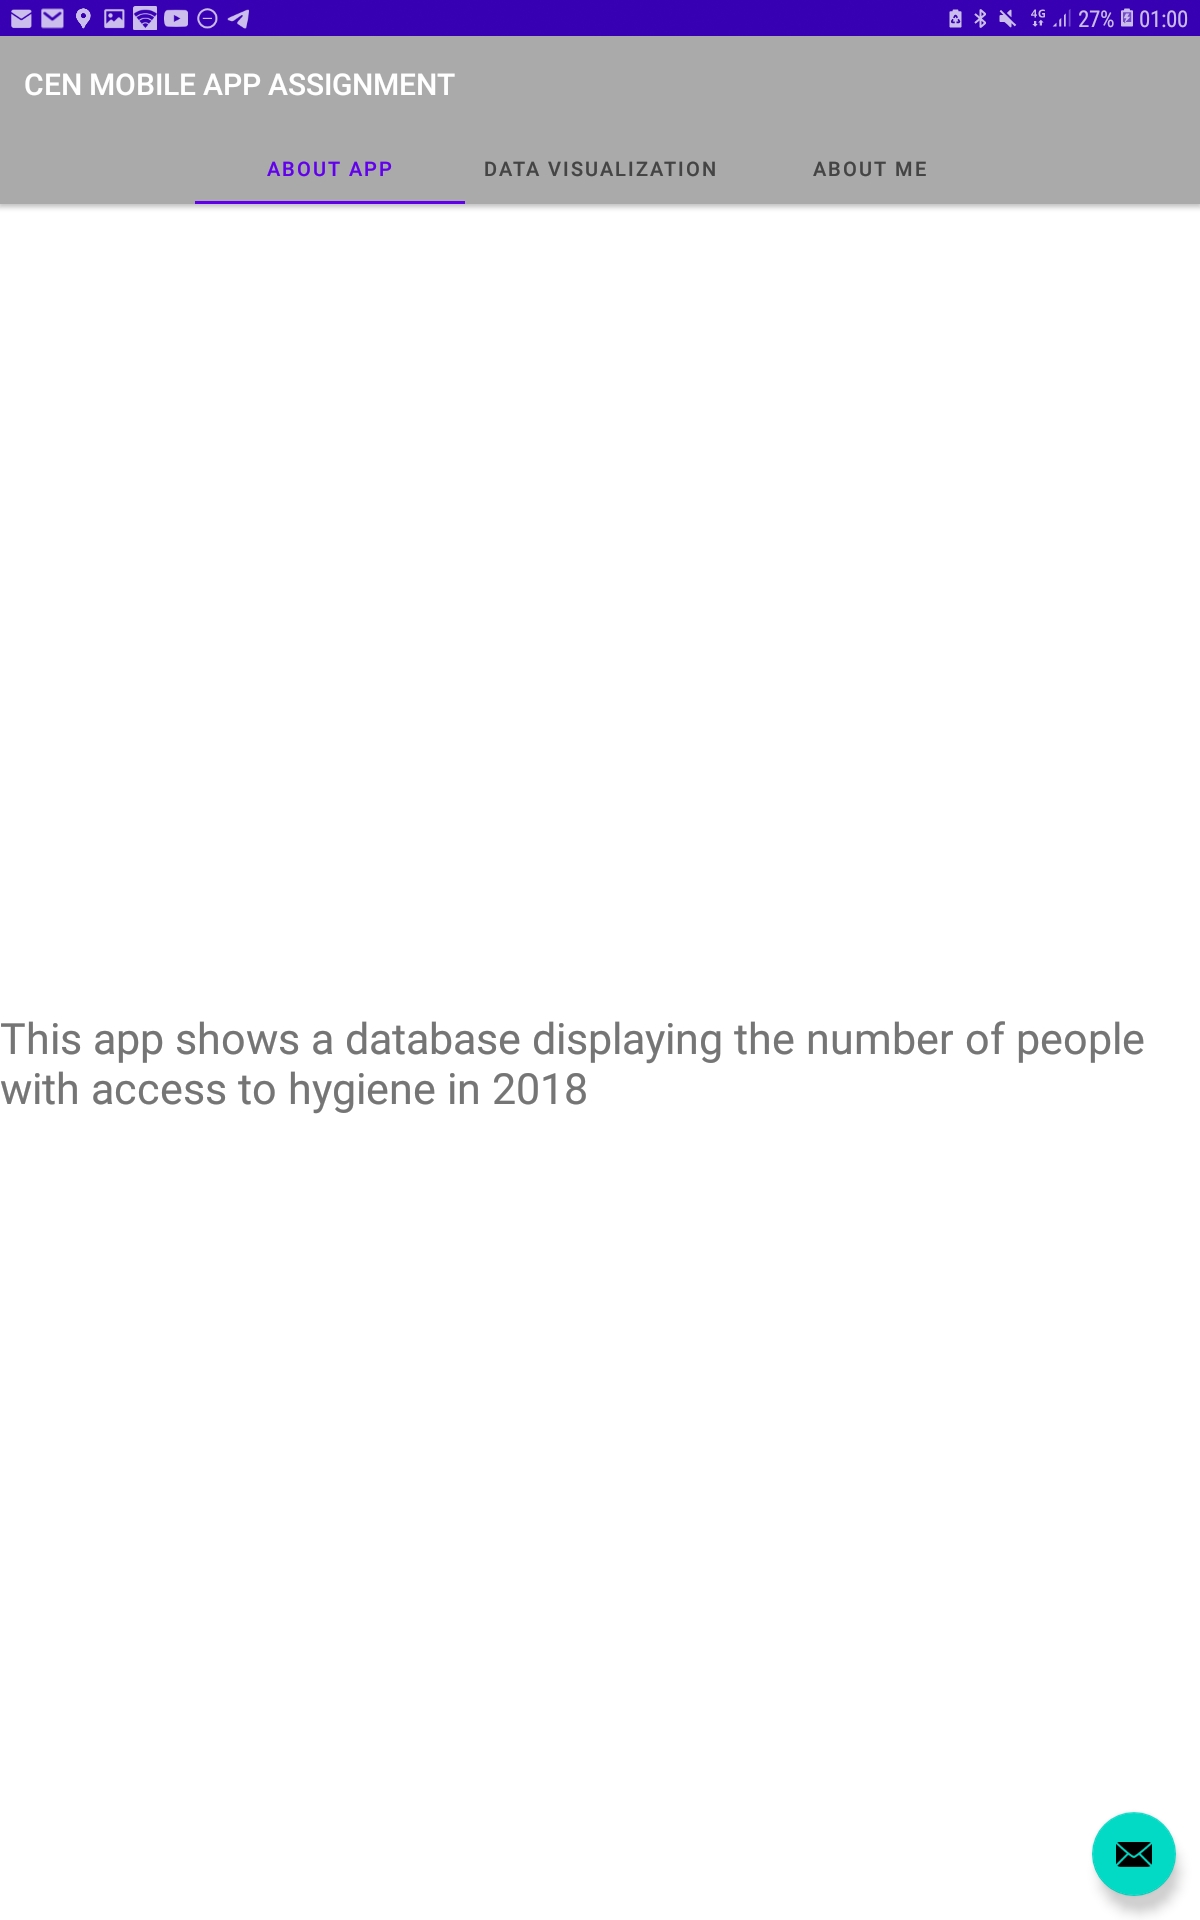 4G 27% 01:00
CEN MOBILE APP ASSIGNMENT
ABOUT APP DATA VISUALIZATION ABOUT ME
This app shows a database displaying the number of people
with access to hygiene in 2018